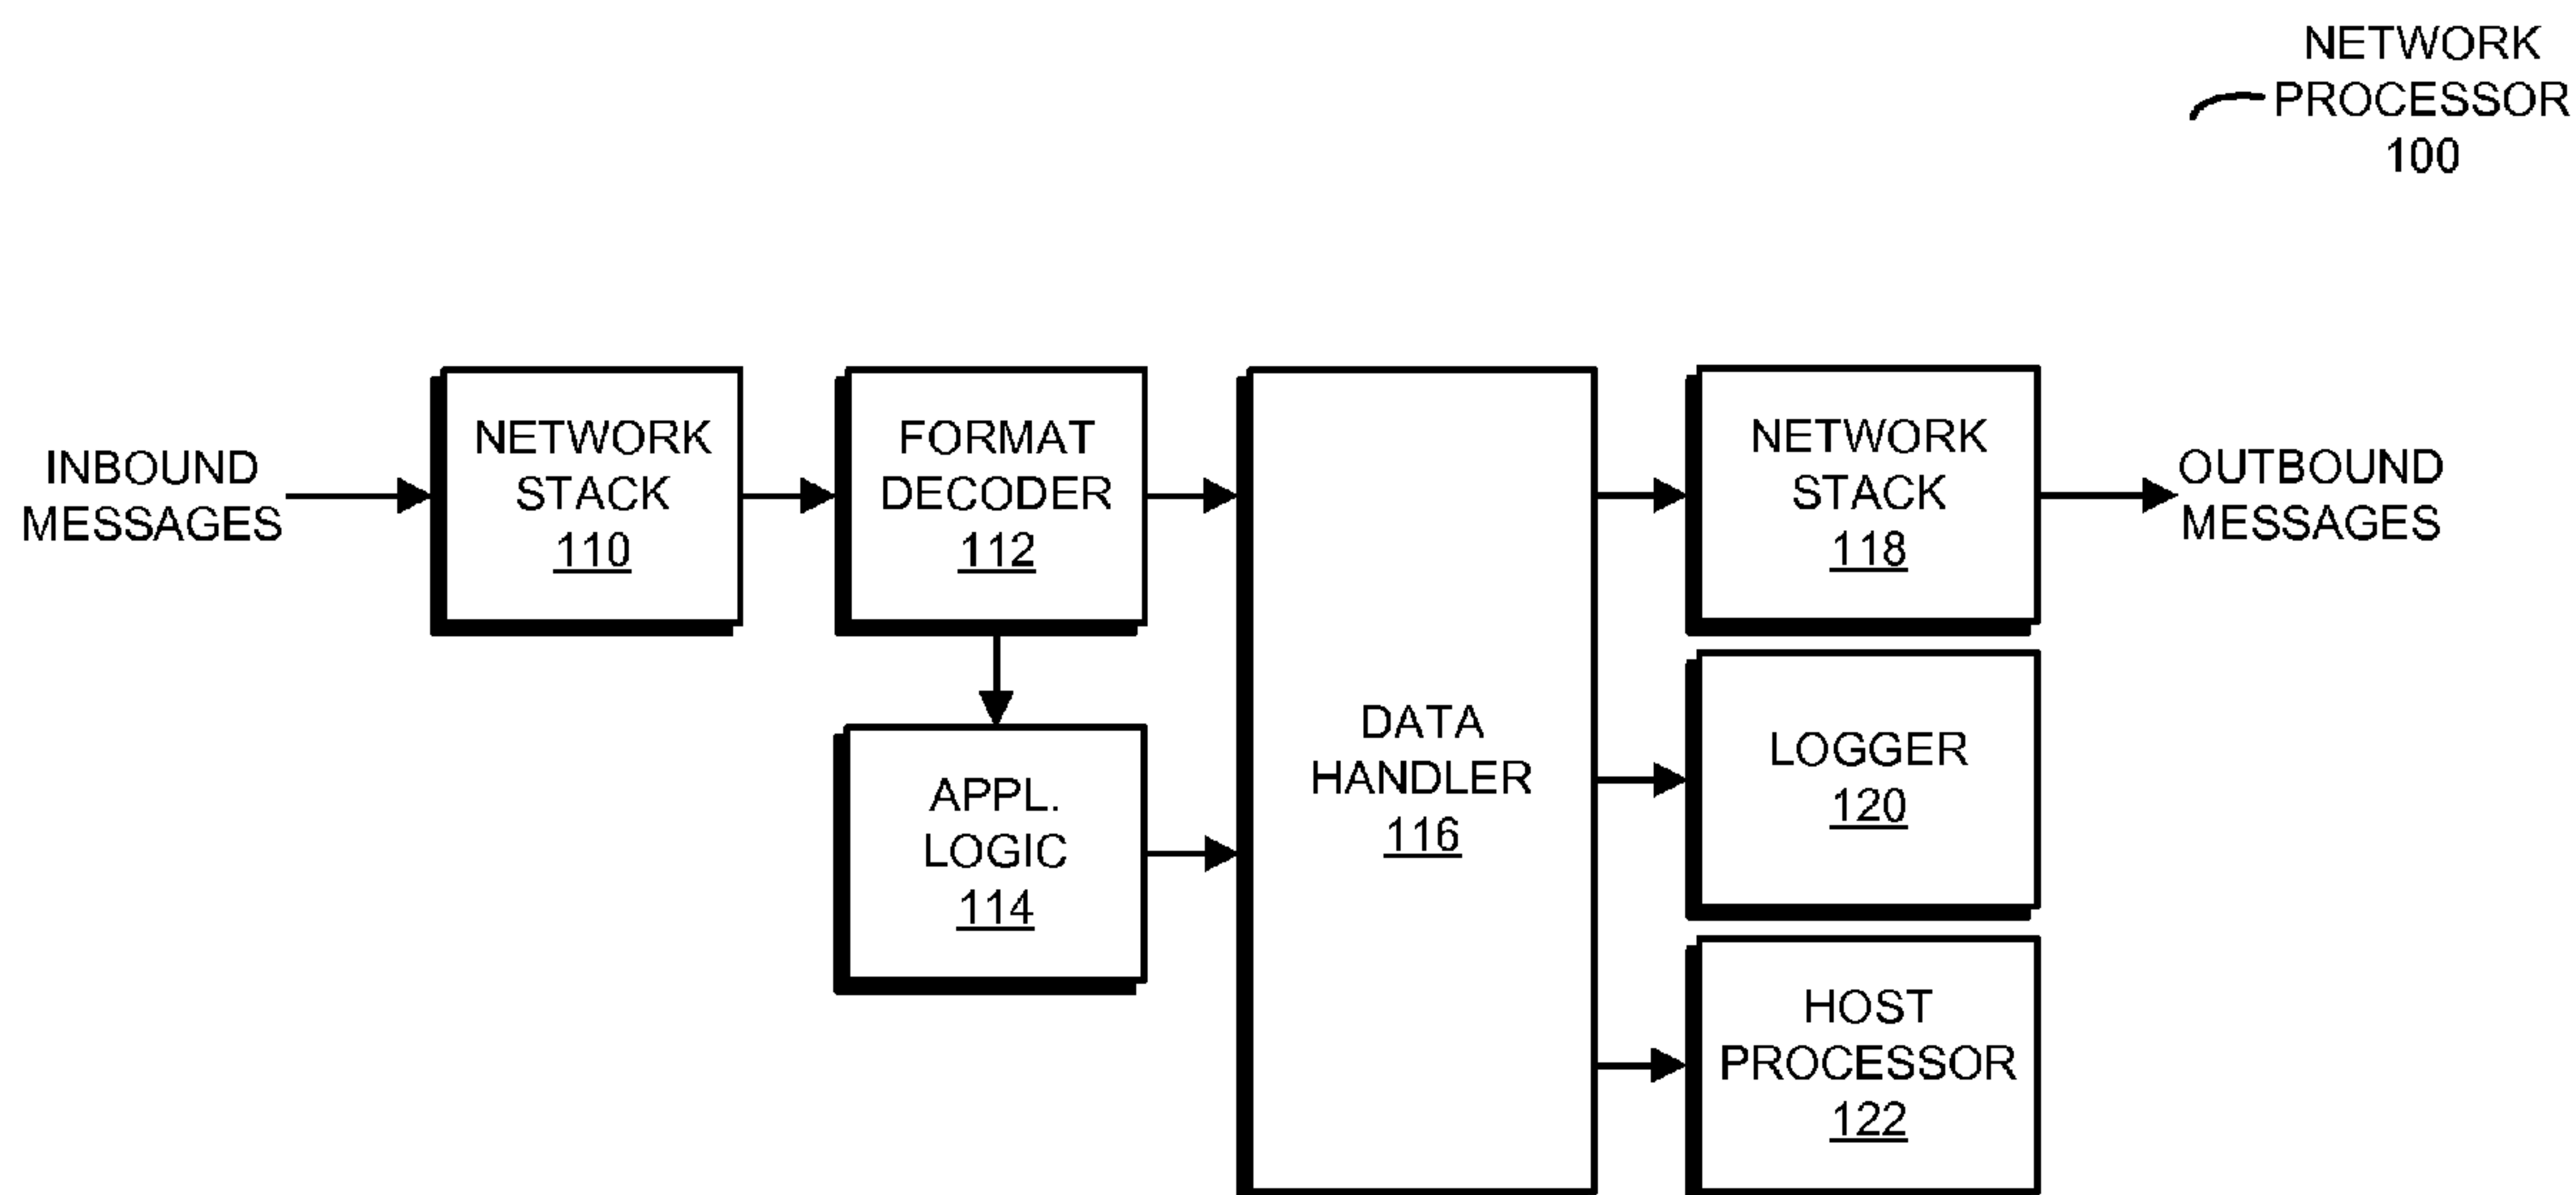 NETWORK
PROCESSOR
100
INBOUND
MESSAGES
NETWORK
STACK
110
FORMAT
DECODER
112
APPL.
LOGIC
114
DATA
HANDLER
116
NETWORK
STACK
118
OUTBOUND
MESSAGES
LOGGER
120
HOST
PROCESSOR
122